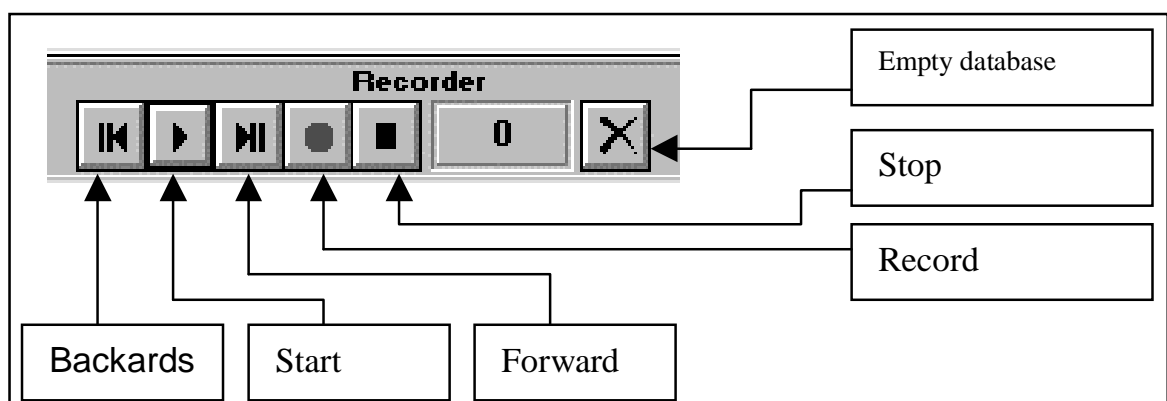 Empty database
Recorder
0
Stop
Record
Backards
Start
Forward